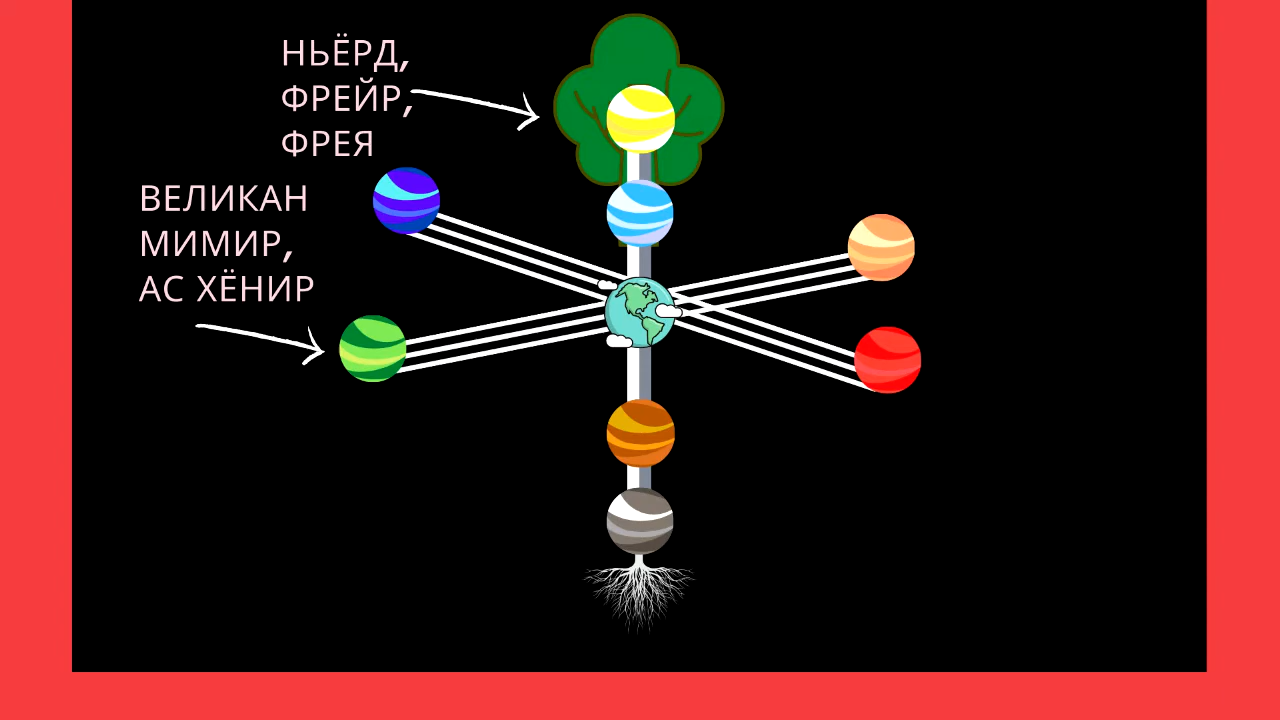 НЬЁРД,
ФРЕЙР,
ФРЕЯ
ВЕЛИКАН
МИМИР,
АС ХЁНИР